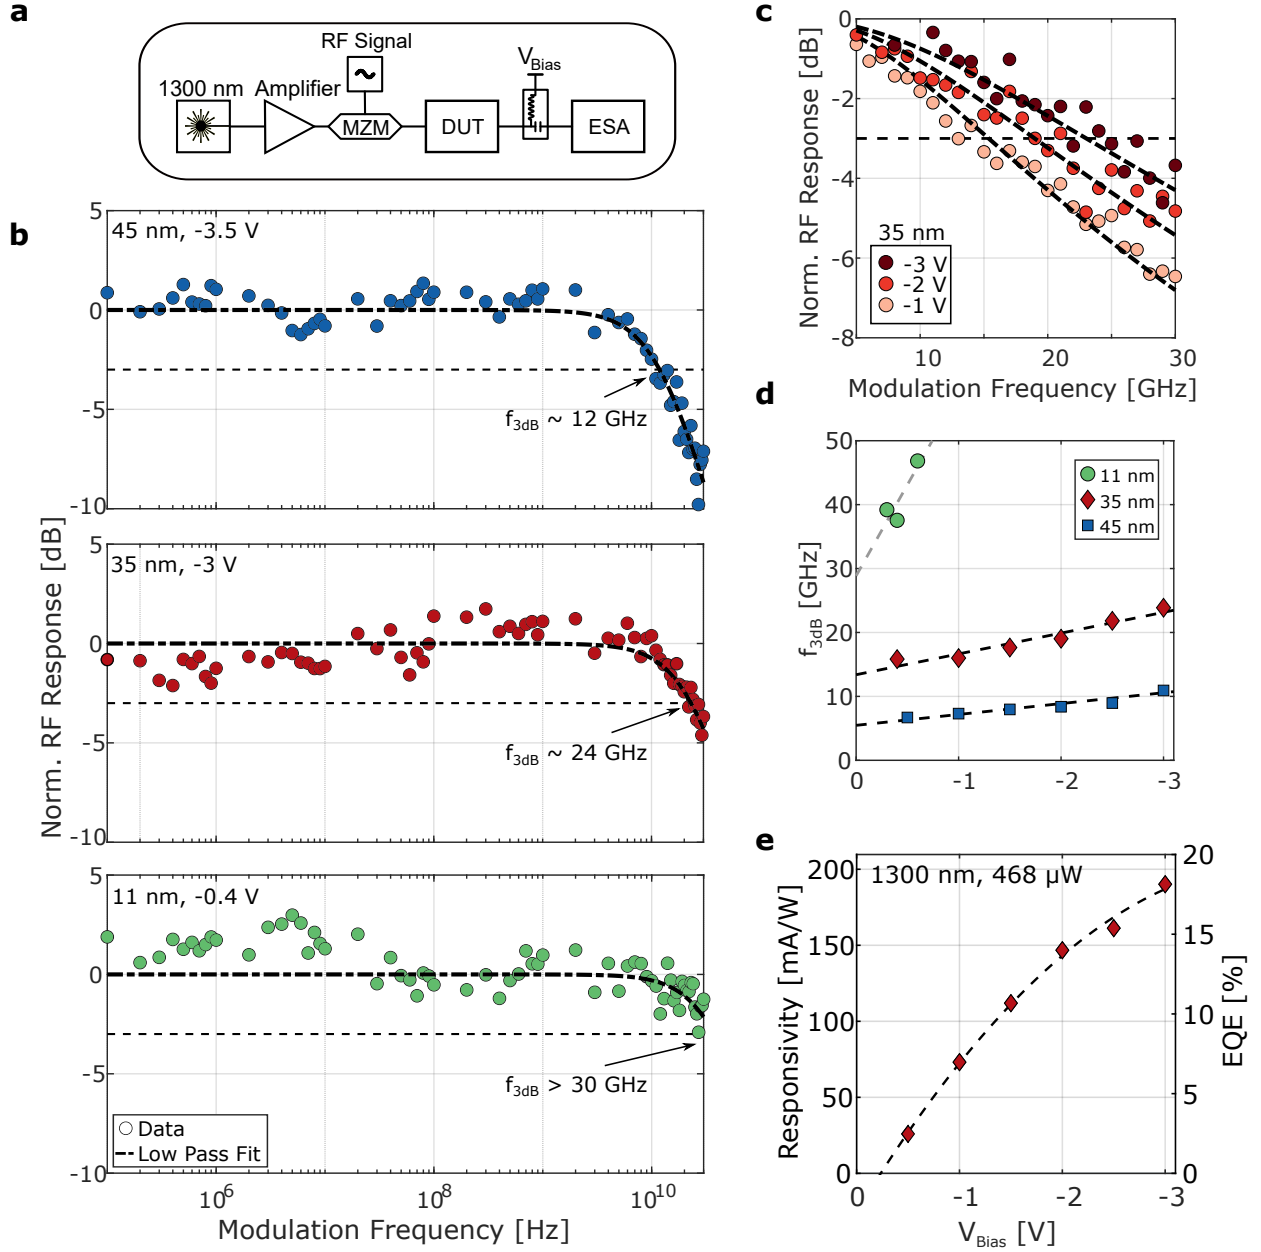 a
RF Signal
V_Bias
1300 nm
Amplifier
MZM
DUT
ESA
b
Norm. RF Response [dB]
45 nm, -3.5 V
5
0
-5
-10
f_3dB ~ 12 GHz
35 nm, -3 V
5
0
-5
-10
f_3dB ~ 24 GHz
11 nm, -0.4 V
5
0
-5
-10
f_3dB > 30 GHz
Data
Low Pass Fit
10^6
10^8
10^10
Modulation Frequency [Hz]
c
Norm. RF Response [dB]
0
-2
-4
-6
-8
35 nm
-3 V
-2 V
-1 V
10
20
30
Modulation Frequency [GHz]
d
f_3dB [GHz]
50
40
30
20
10
0
11 nm
35 nm
45 nm
0
-1
-2
-3
e
Responsivity [mA/W]
200
150
100
50
0
1300 nm, 468 µW
20
15
10
5
0
EQE [%]
0
-1
-2
-3
V_Bias [V]